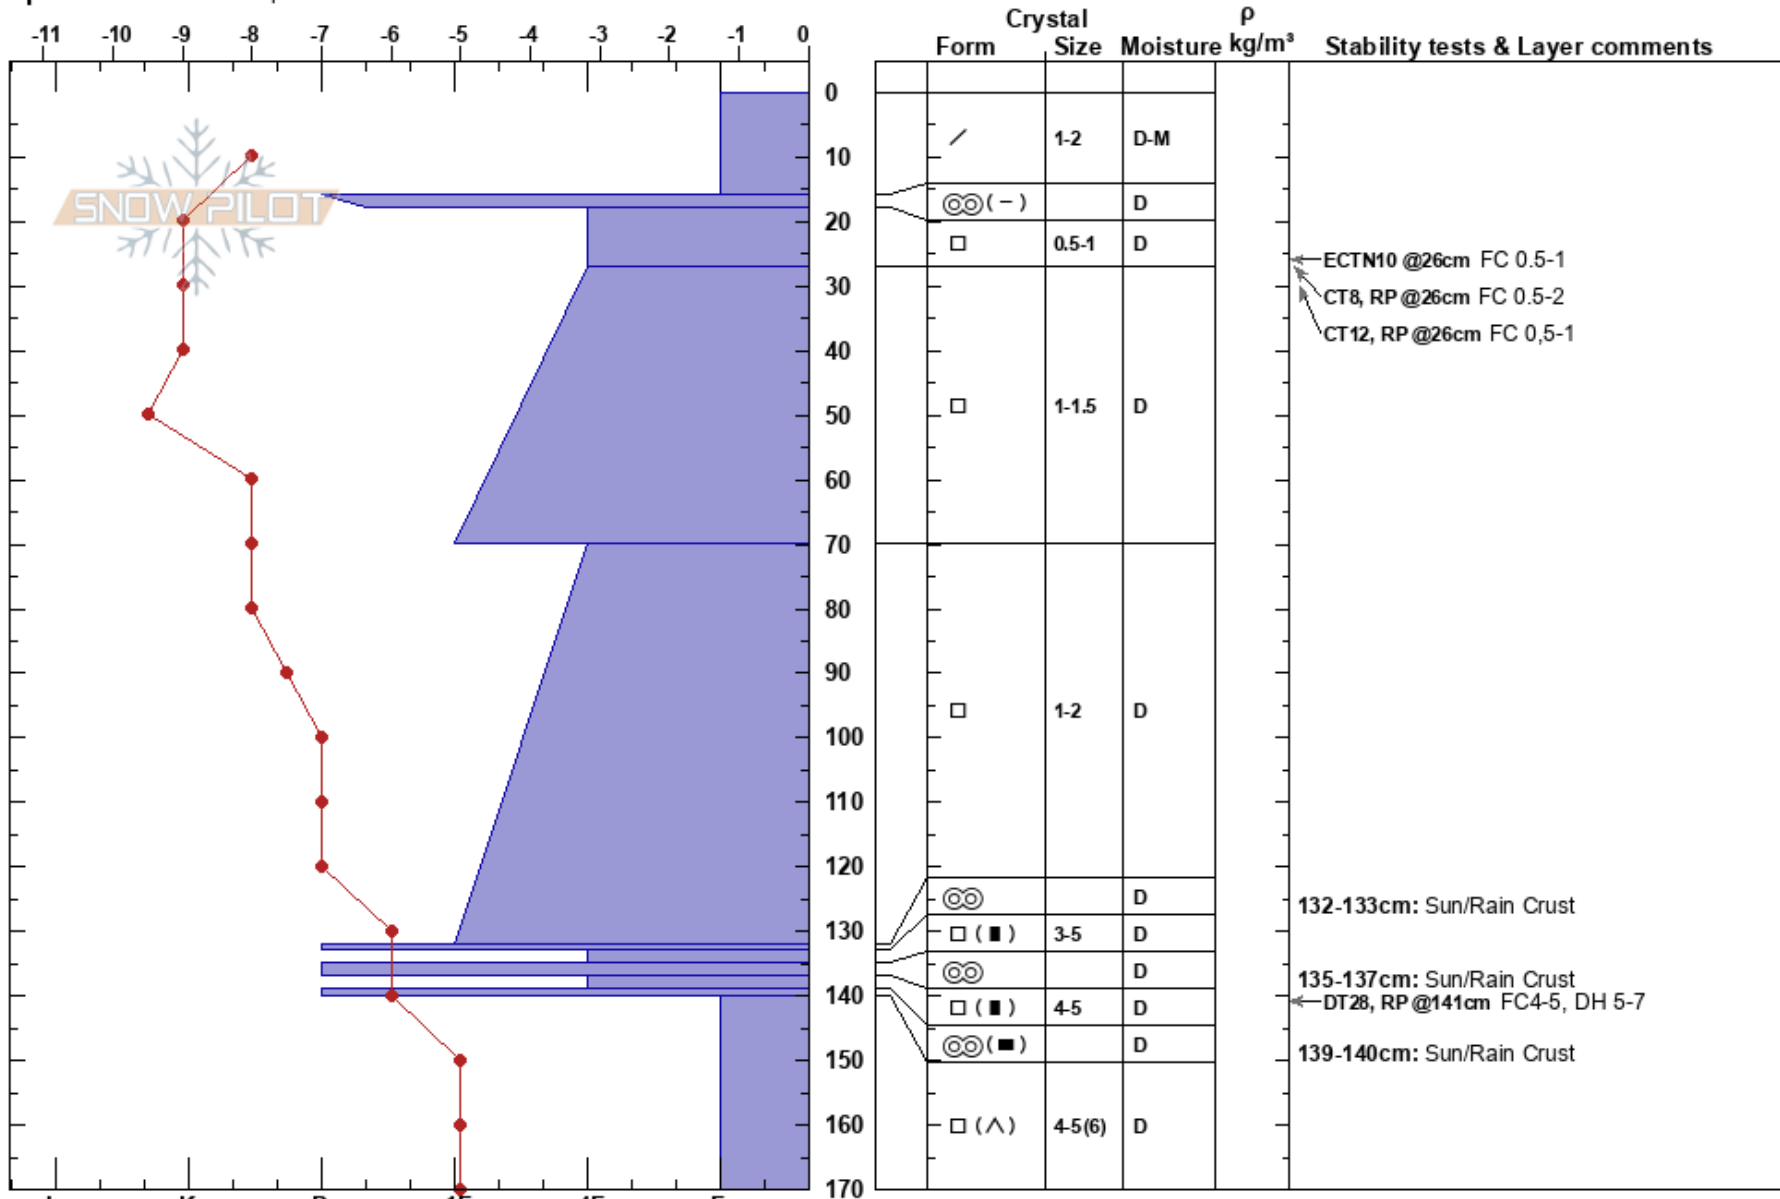 -11 -10 -9 -8 -7 -6 -5 -4 -3 -2 -1 0
Crystal ρ
Form Size Moisture kg/m³ Stability tests & Layer comments
SNOW PILOT
0
10
20
30
40
50
60
70
80
90
100
110
120
130
140
150
160
170
1-2 D-M
(-) D
0.5-1 D
ECTN10 @26cm FC 0.5-1
CT8, RP @26cm FC 0.5-2
CT12, RP @26cm FC 0,5-1
1-1.5 D
1-2 D
D
132-133cm: Sun/Rain Crust
3-5 D
D
135-137cm: Sun/Rain Crust
4-5 D
DT28, RP @141cm FC4-5, DH 5-7
D
139-140cm: Sun/Rain Crust
4-5(6) D